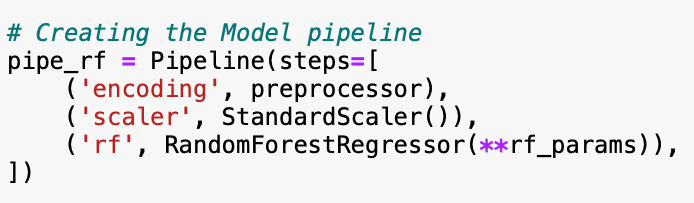 # Creating the Model pipeline
pipe_rf = Pipeline(steps=[
    ('encoding', preprocessor),
    ('scaler', StandardScaler()),
    ('rf', RandomForestRegressor(**rf_params)),
])